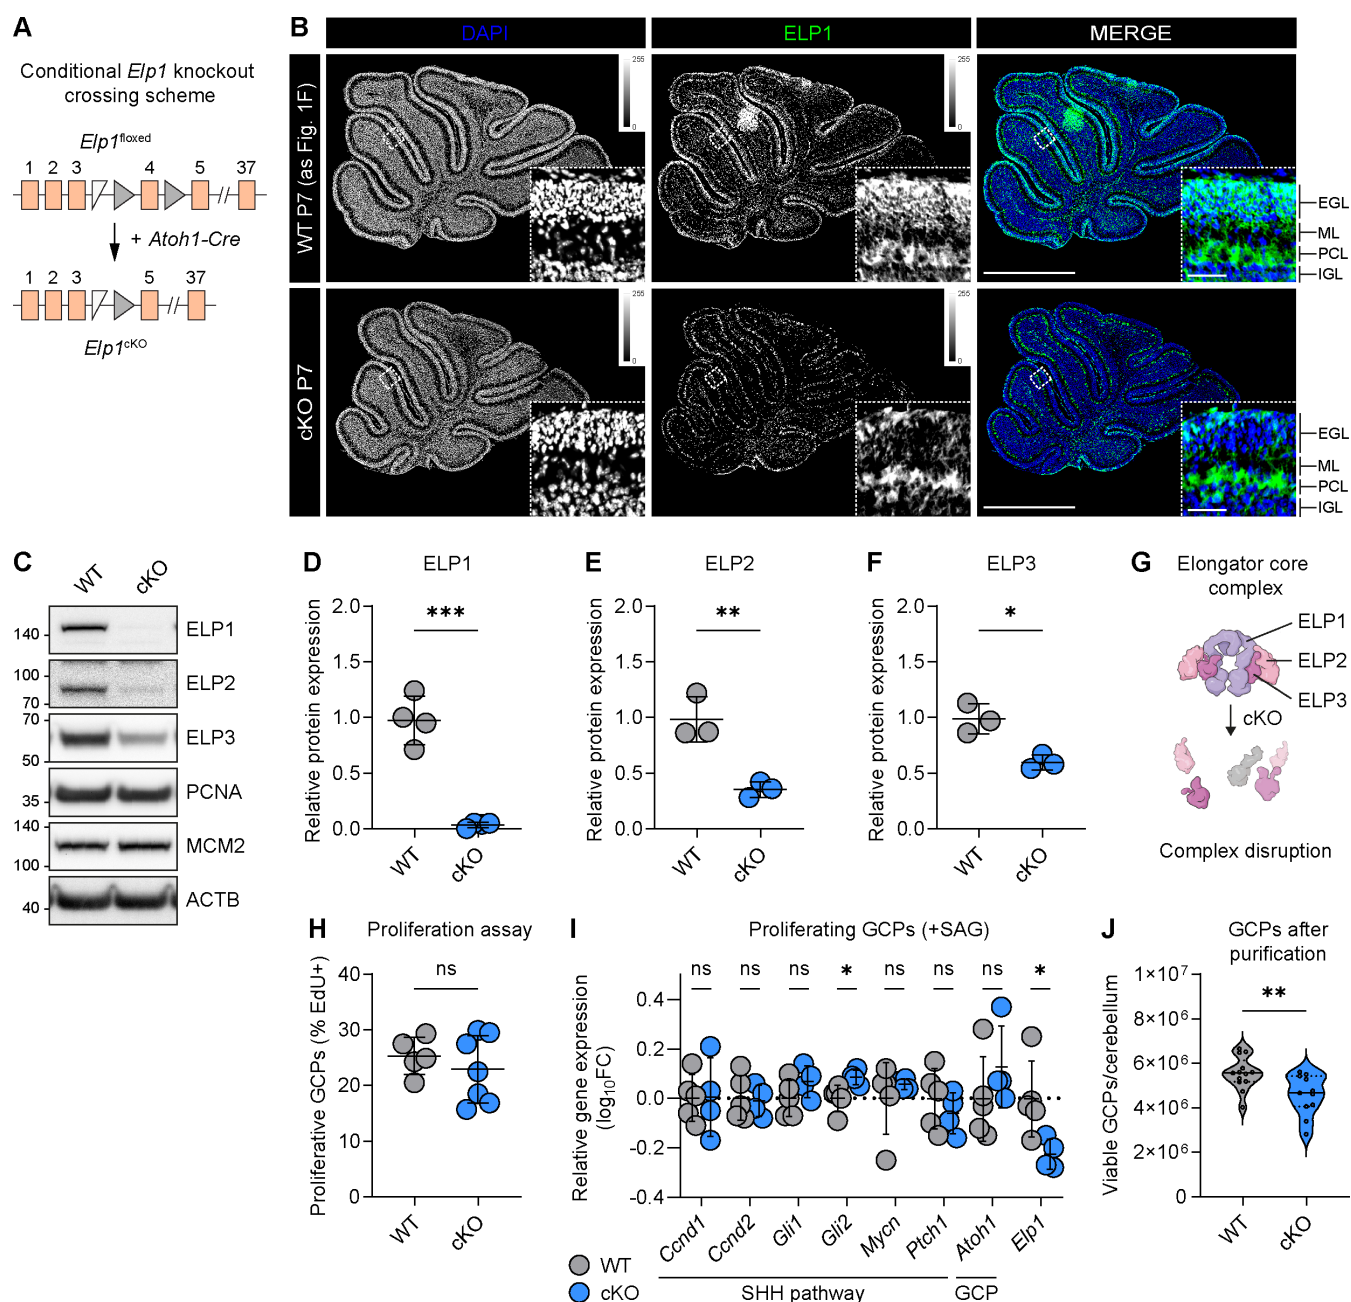 A
Conditional Elp1 knockout
crossing scheme
Elp1floxed
1 2 3 4 5 37
+ Atoh1-Cre
1 2 3 5 37
Elp1cKO
B
DAPI
ELP1
MERGE
WT P7 (as Fig. 1F)
255
0
255
0
EGL
ML
PCL
IGL
cKO P7
255
0
255
0
EGL
ML
PCL
IGL
C
WT
cKO
140
ELP1
100
70
ELP2
70
50
ELP3
35
PCNA
140
100
MCM2
40
ACTB
D
ELP1
Relative protein expression
2.0
1.5
1.0
0.5
0.0
***
WT
cKO
E
ELP2
Relative protein expression
2.0
1.5
1.0
0.5
0.0
**
WT
cKO
F
ELP3
Relative protein expression
2.0
1.5
1.0
0.5
0.0
*
WT
cKO
G
Elongator core
complex
ELP1
ELP2
ELP3
cKO
Complex disruption
H
Proliferation assay
Proliferative GCPs (% EdU+)
40
30
20
10
0
ns
WT
cKO
I
Proliferating GCPs (+SAG)
Relative gene expression
(log10FC)
0.4
0.2
0.0
-0.2
-0.4
ns ns ns * ns ns ns *
Ccnd1
Ccnd2
Gli1
Gli2
Mycn
Ptch1
Atoh1
Elp1
WT
cKO
SHH pathway
GCP
J
GCPs after
purification
Viable GCPs/cerebellum
1×10⁷
8×10⁶
6×10⁶
4×10⁶
2×10⁶
0
**
WT
cKO